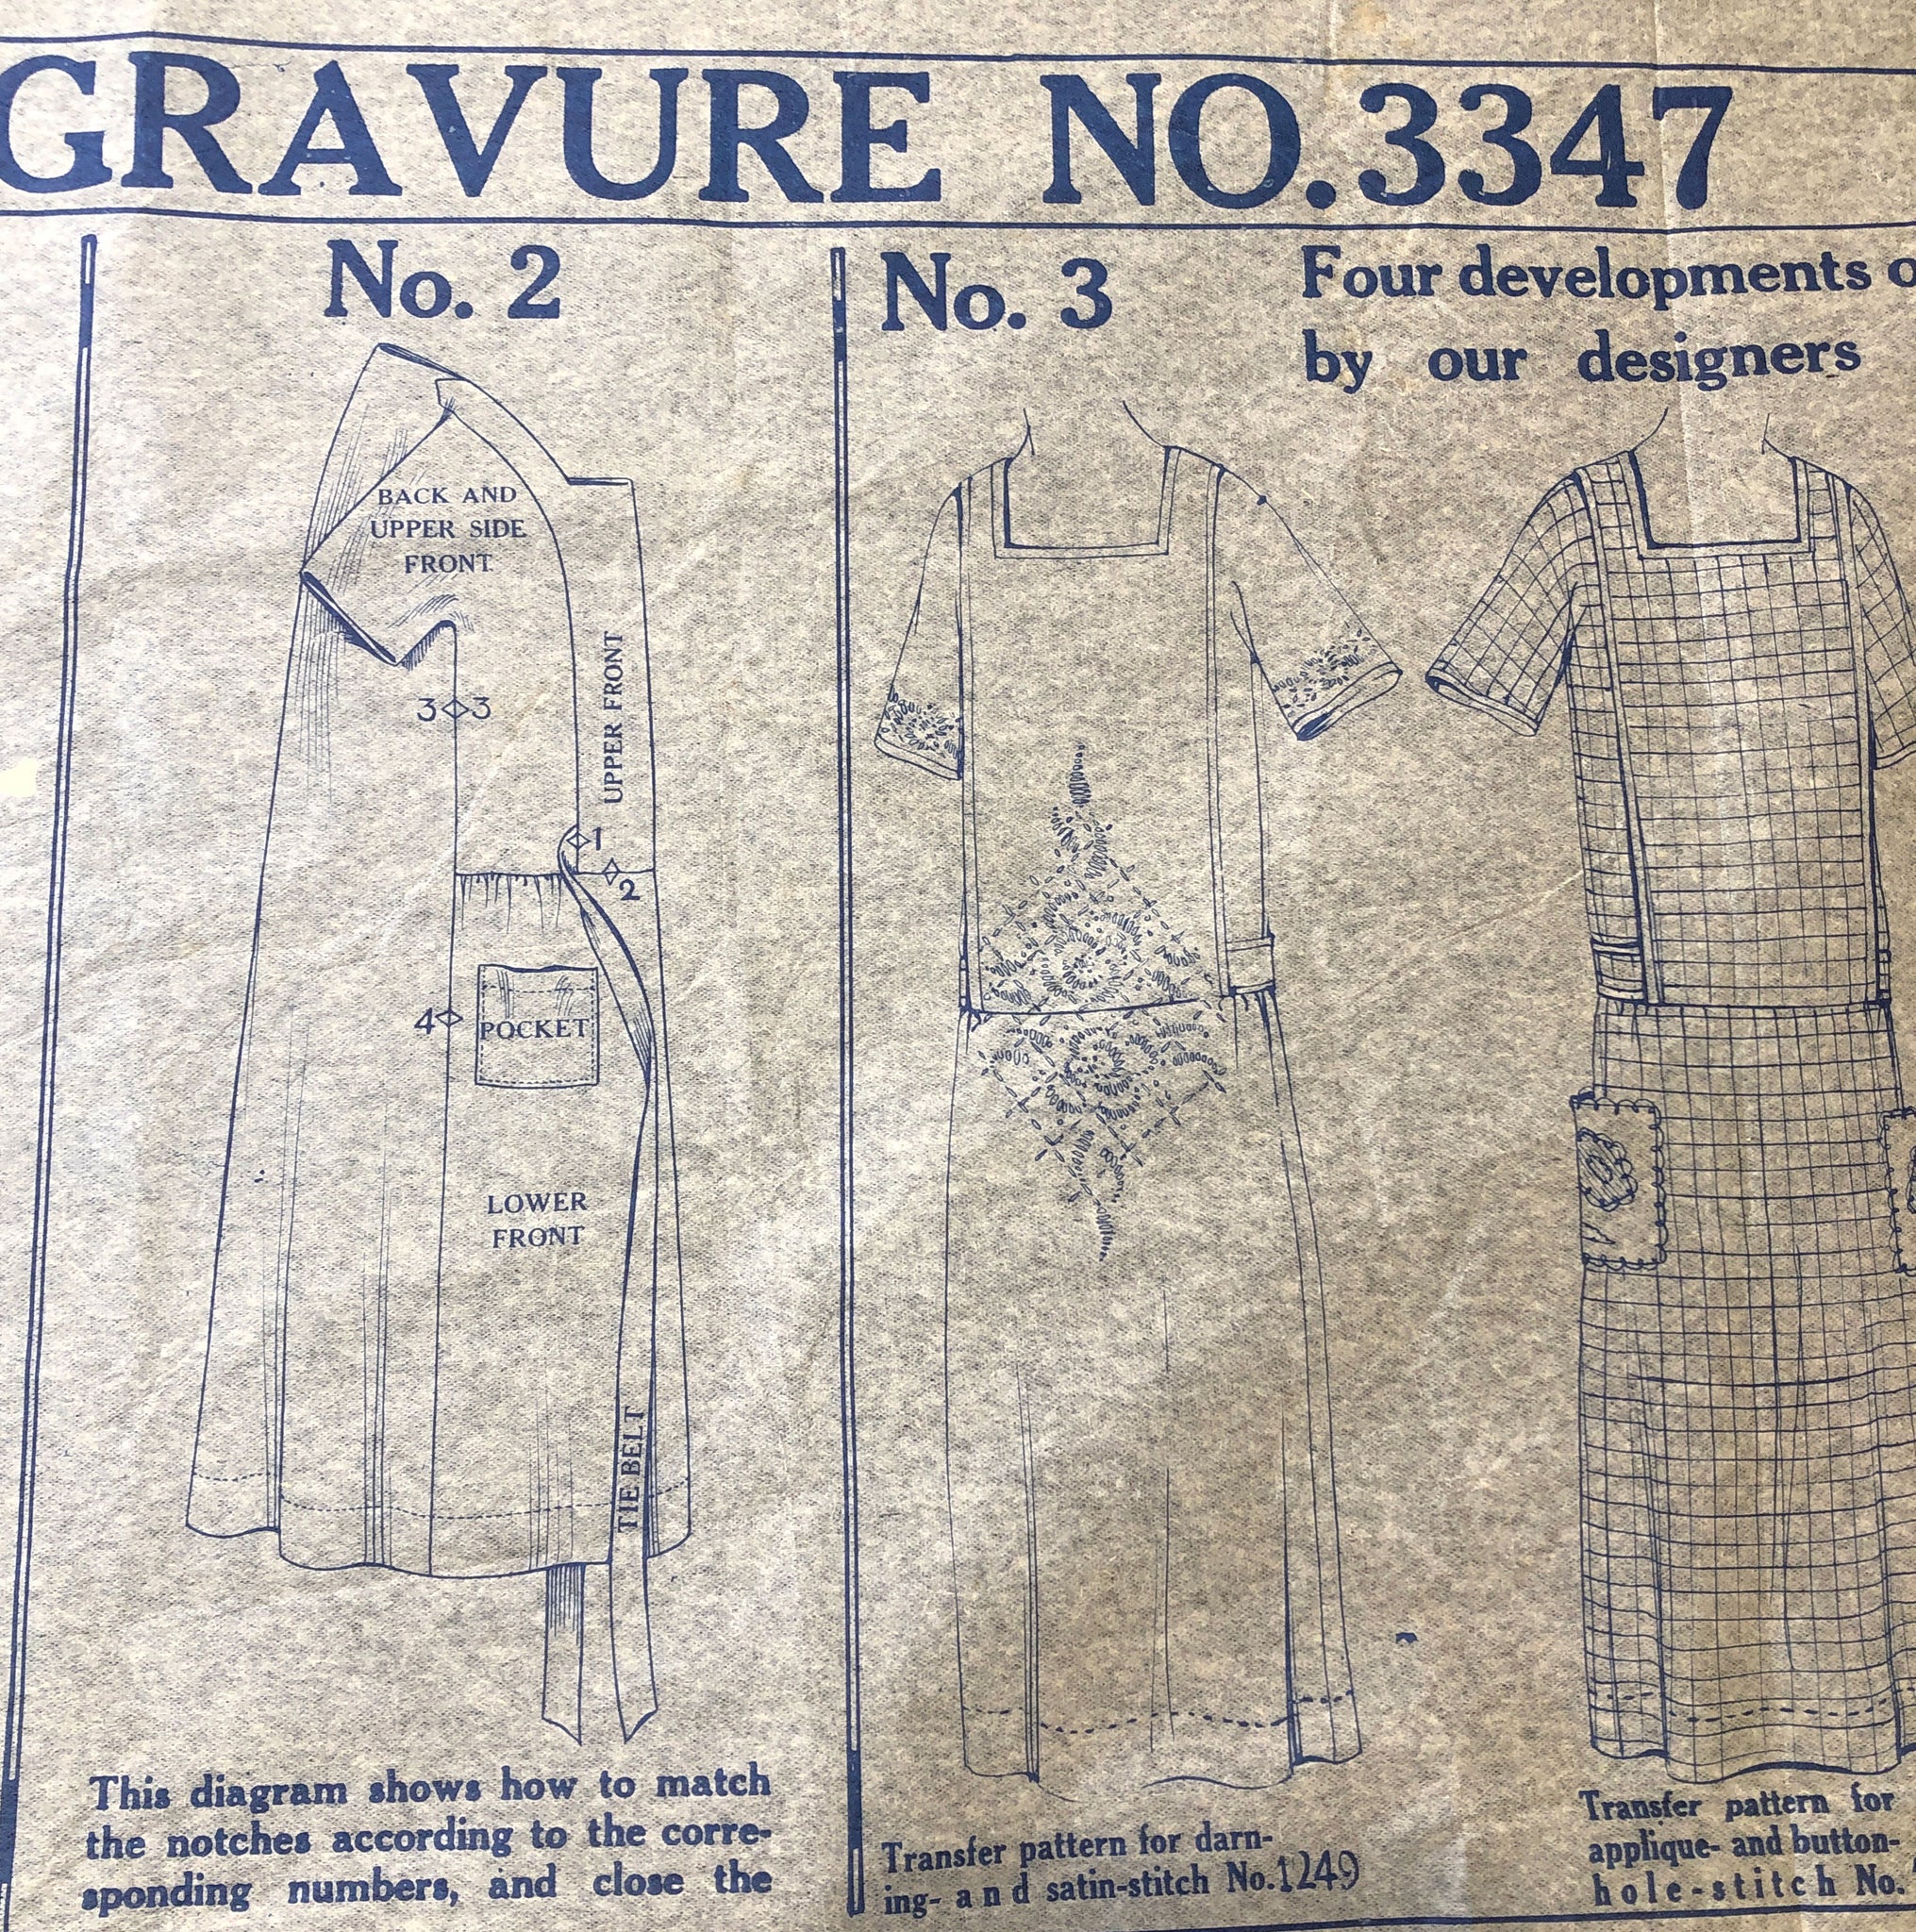 GRAVURE NO.3347
No. 2
BACK AND
UPPER SIDE
FRONT
UPPER FRONT
3 3
1
2
4
POCKET
LOWER
FRONT
TIE BELT
This diagram shows how to match
the notches according to the corre-
sponding numbers, and close the
No. 3
Four developments o
by our designers
Transfer pattern for darn-
ing- and satin-stitch No.1249
Transfer pattern for
applique- and button-
hole-stitch No.